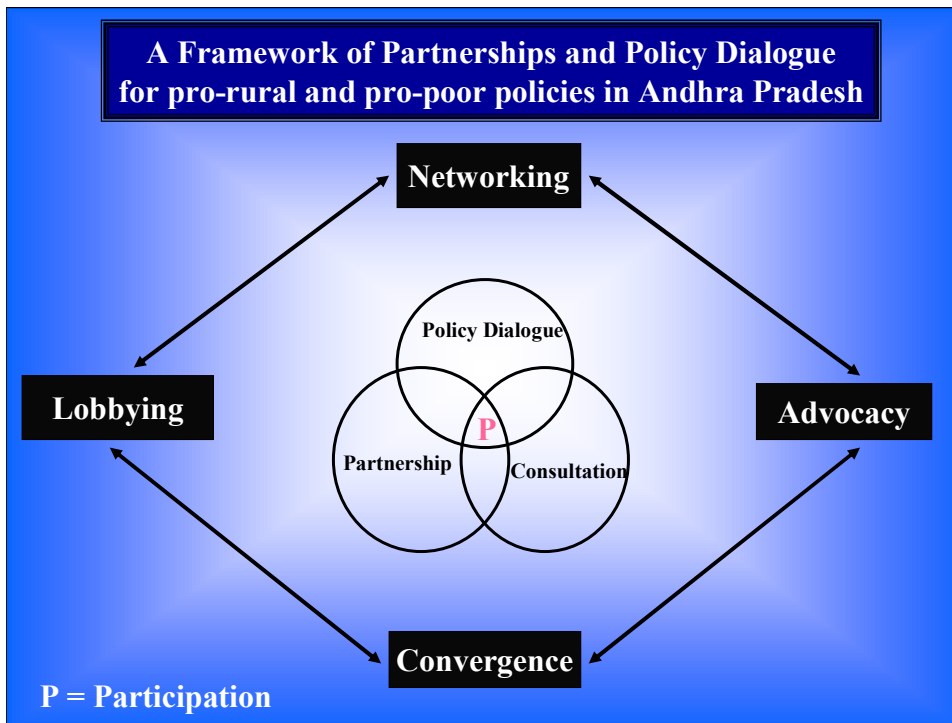 A Framework of Partnerships and Policy Dialogue
for pro-rural and pro-poor policies in Andhra Pradesh
Networking
Policy Dialogue
Lobbying
P
Advocacy
Partnership
Consultation
Convergence
P = Participation